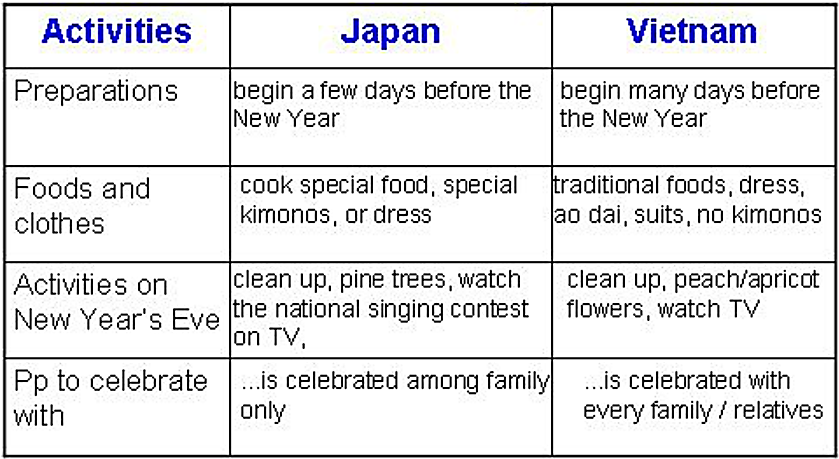 Activities
Japan
Vietnam
Preparations
begin a few days before the
New Year
begin many days before
the New Year
Foods and
clothes
cook special food, special
kimonos, or dress
traditional foods, dress,
ao dai, suits, no kimonos
Activities on
New Year's Eve
clean up, pine trees, watch
the national singing contest
on TV,
clean up, peach/apricot
flowers, watch TV
Pp to celebrate
with
...is celebrated among family
only
...is celebrated with
every family / relatives